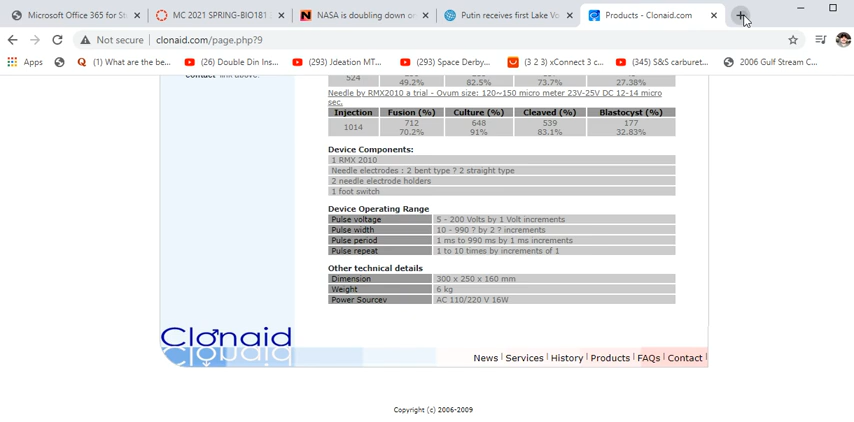 Microsoft Office 365 for St
MC 2021 SPRING-BIO181
NASA is doubling down on
Putin receives first Lake Vo
Products - Clonaid.com
Not secure | clonaid.com/page.php?9
(1) What are the be...
(26) Double Din Ins...
(293) Jdeation MT...
(293) Space Derby...
(3 2 3) xConnect 3 c...
(345) S&S carburet...
2006 Gulf Stream C...
524 49.2% 82.5% 73.7% 27.38%
Needle by RMX2010 a trial - Ovum size: 120~150 micro meter 23V-25V DC 12-14 micro
sec.
Injection Fusion (%) Culture (%) Cleaved (%) Blastocyst (%)
1014 712 648 539 177
70.2% 91% 83.1% 32.83%
Device Components:
1 RMX 2010
Needle electrodes : 2 bent type ? 2 straight type
2 needle electrode holders
1 foot switch
Device Operating Range
Pulse voltage 5 - 200 Volts by 1 Volt increments
Pulse width 10 - 990 ? by 2 ? increments
Pulse period 1 ms to 990 ms by 1 ms increments
Pulse repeat 1 to 10 times by increments of 1
Other technical details
Dimension 300 x 250 x 160 mm
Weight 6 kg
Power Sourcev AC 110/220 V 16W
Clonaid
News | Services | History | Products | FAQs | Contact |
Copyright (c) 2006-2009